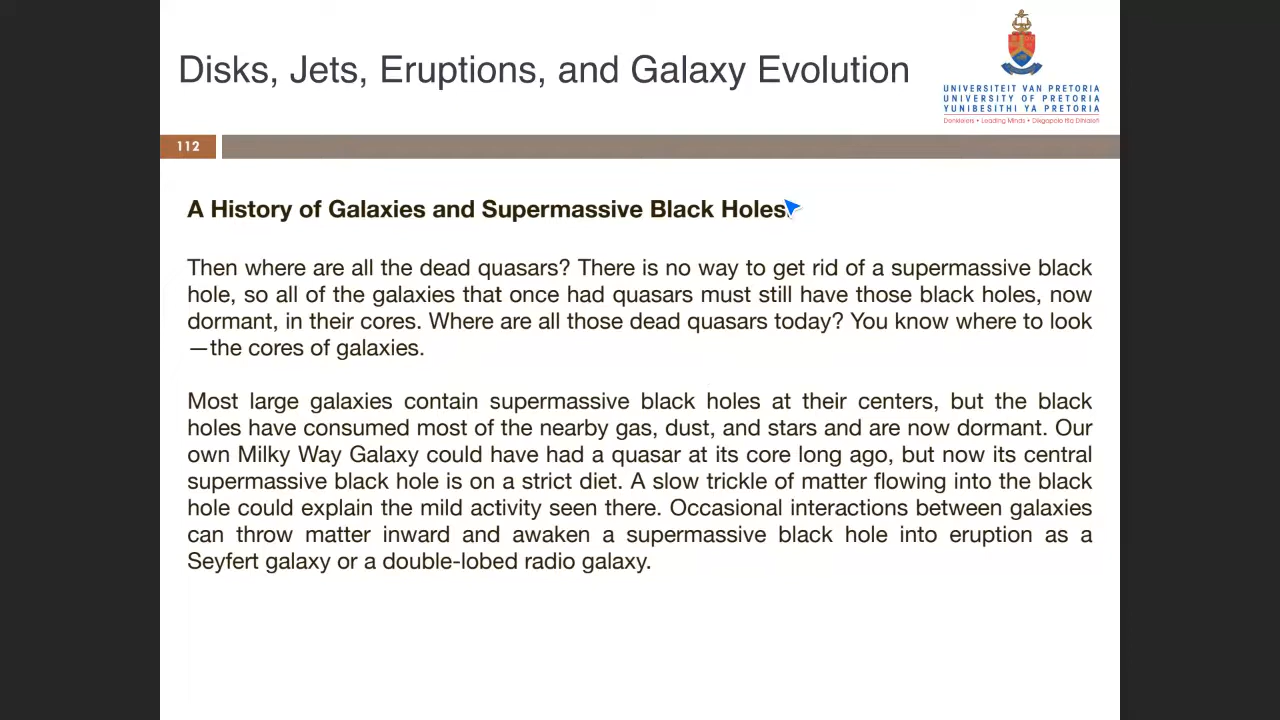 Disks, Jets, Eruptions, and Galaxy Evolution
UNIVERSITEIT VAN PRETORIA
UNIVERSITY OF PRETORIA
YUNIBESITHI YA PRETORIA
Denkleiers • Leading Minds • Dikgopolo tša Dihlalefi
112
A History of Galaxies and Supermassive Black Holes
Then where are all the dead quasars? There is no way to get rid of a supermassive black
hole, so all of the galaxies that once had quasars must still have those black holes, now
dormant, in their cores. Where are all those dead quasars today? You know where to look
—the cores of galaxies.
Most large galaxies contain supermassive black holes at their centers, but the black
holes have consumed most of the nearby gas, dust, and stars and are now dormant. Our
own Milky Way Galaxy could have had a quasar at its core long ago, but now its central
supermassive black hole is on a strict diet. A slow trickle of matter flowing into the black
hole could explain the mild activity seen there. Occasional interactions between galaxies
can throw matter inward and awaken a supermassive black hole into eruption as a
Seyfert galaxy or a double-lobed radio galaxy.